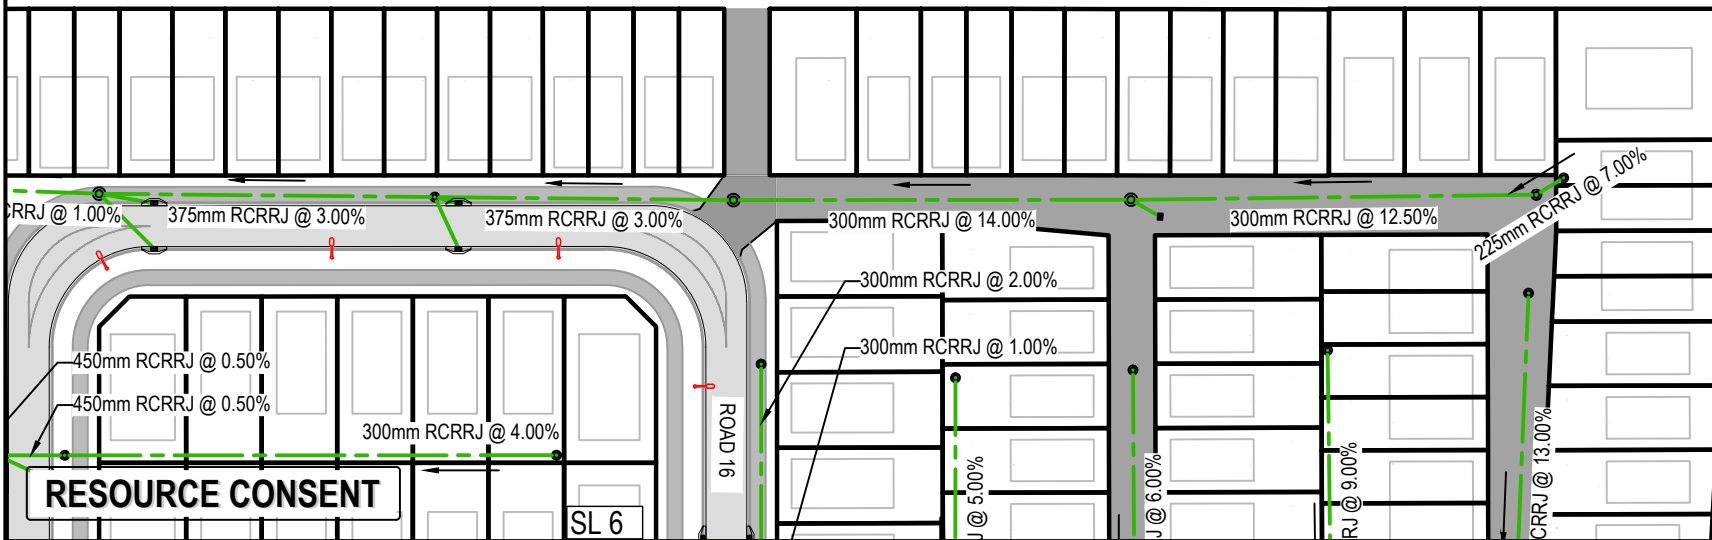 225mm RCRRJ @ 7.00%
CRRJ @ 1.00%
375mm RCRRJ @ 3.00%
375mm RCRRJ @ 3.00%
300mm RCRRJ @ 14.00%
300mm RCRRJ @ 12.50%
300mm RCRRJ @ 2.00%
300mm RCRRJ @ 1.00%
450mm RCRRJ @ 0.50%
450mm RCRRJ @ 0.50%
300mm RCRRJ @ 4.00%
ROAD 16
RESOURCE CONSENT
SL 6
J @ 5.00%
J @ 6.00%
RJ @ 9.00%
CRRJ @ 13.00%